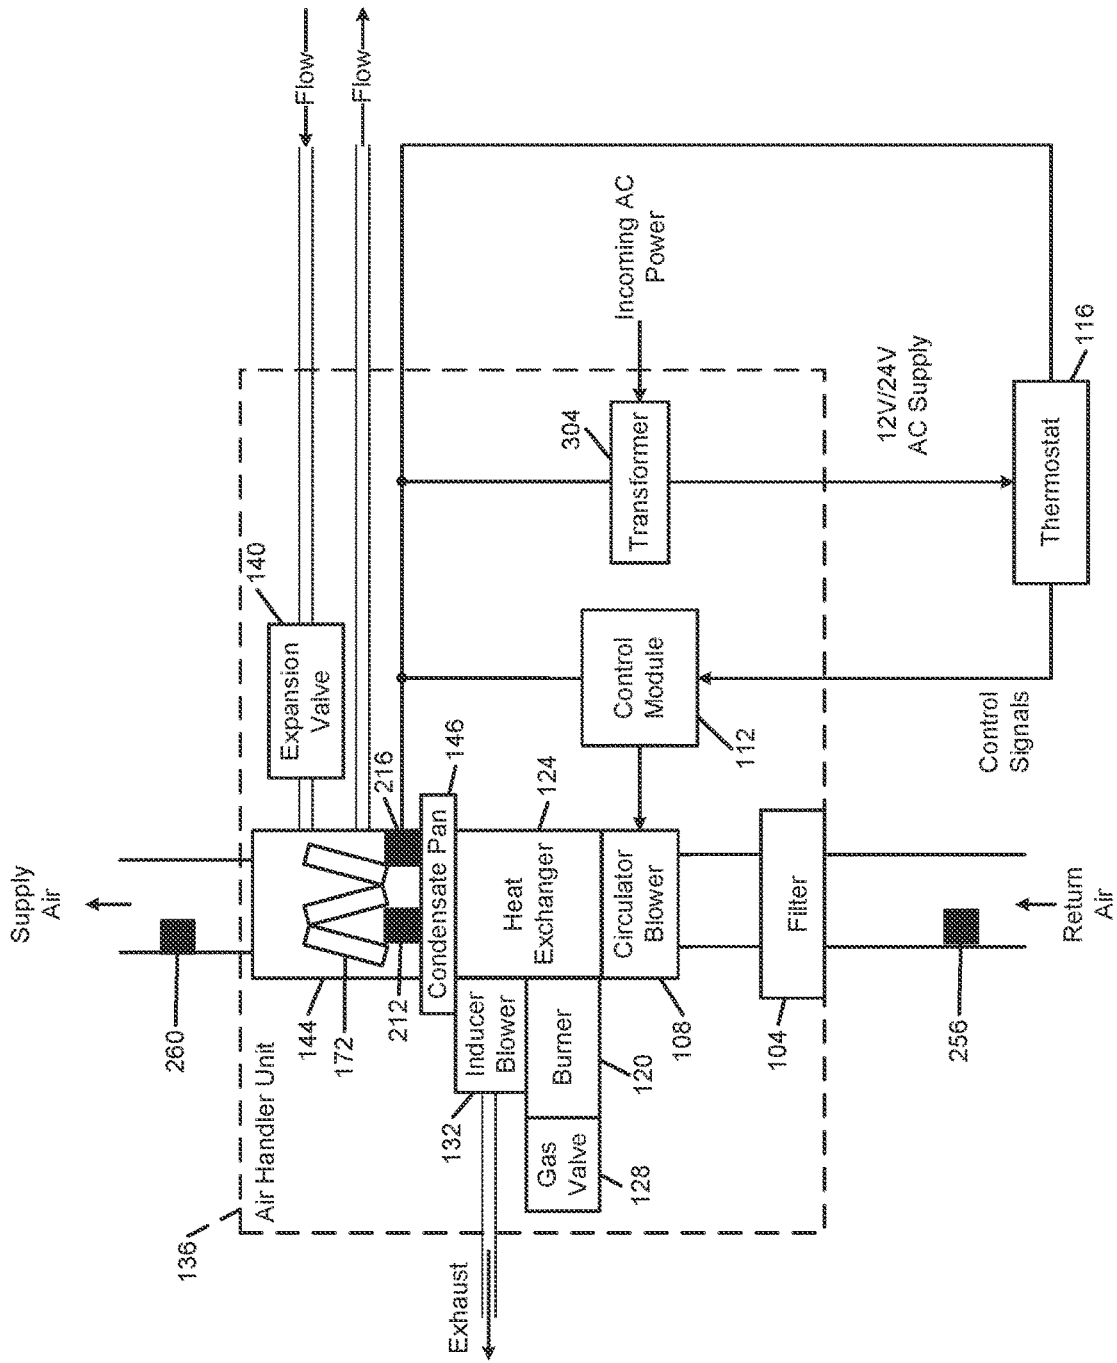 136
Air Handler Unit
Supply
Air
260
144
172
212
216
146
Expansion
Valve
140
Flow
Flow
Condensate Pan
Exhaust
132
Inducer
Blower
Heat
Exchanger
124
Gas
Valve
128
Burner
120
Circulator
Blower
108
Control
Module
112
Transformer
304
Incoming AC
Power
Filter
104
256
Return
Air
Control
Signals
12V/24V
AC Supply
Thermostat
116